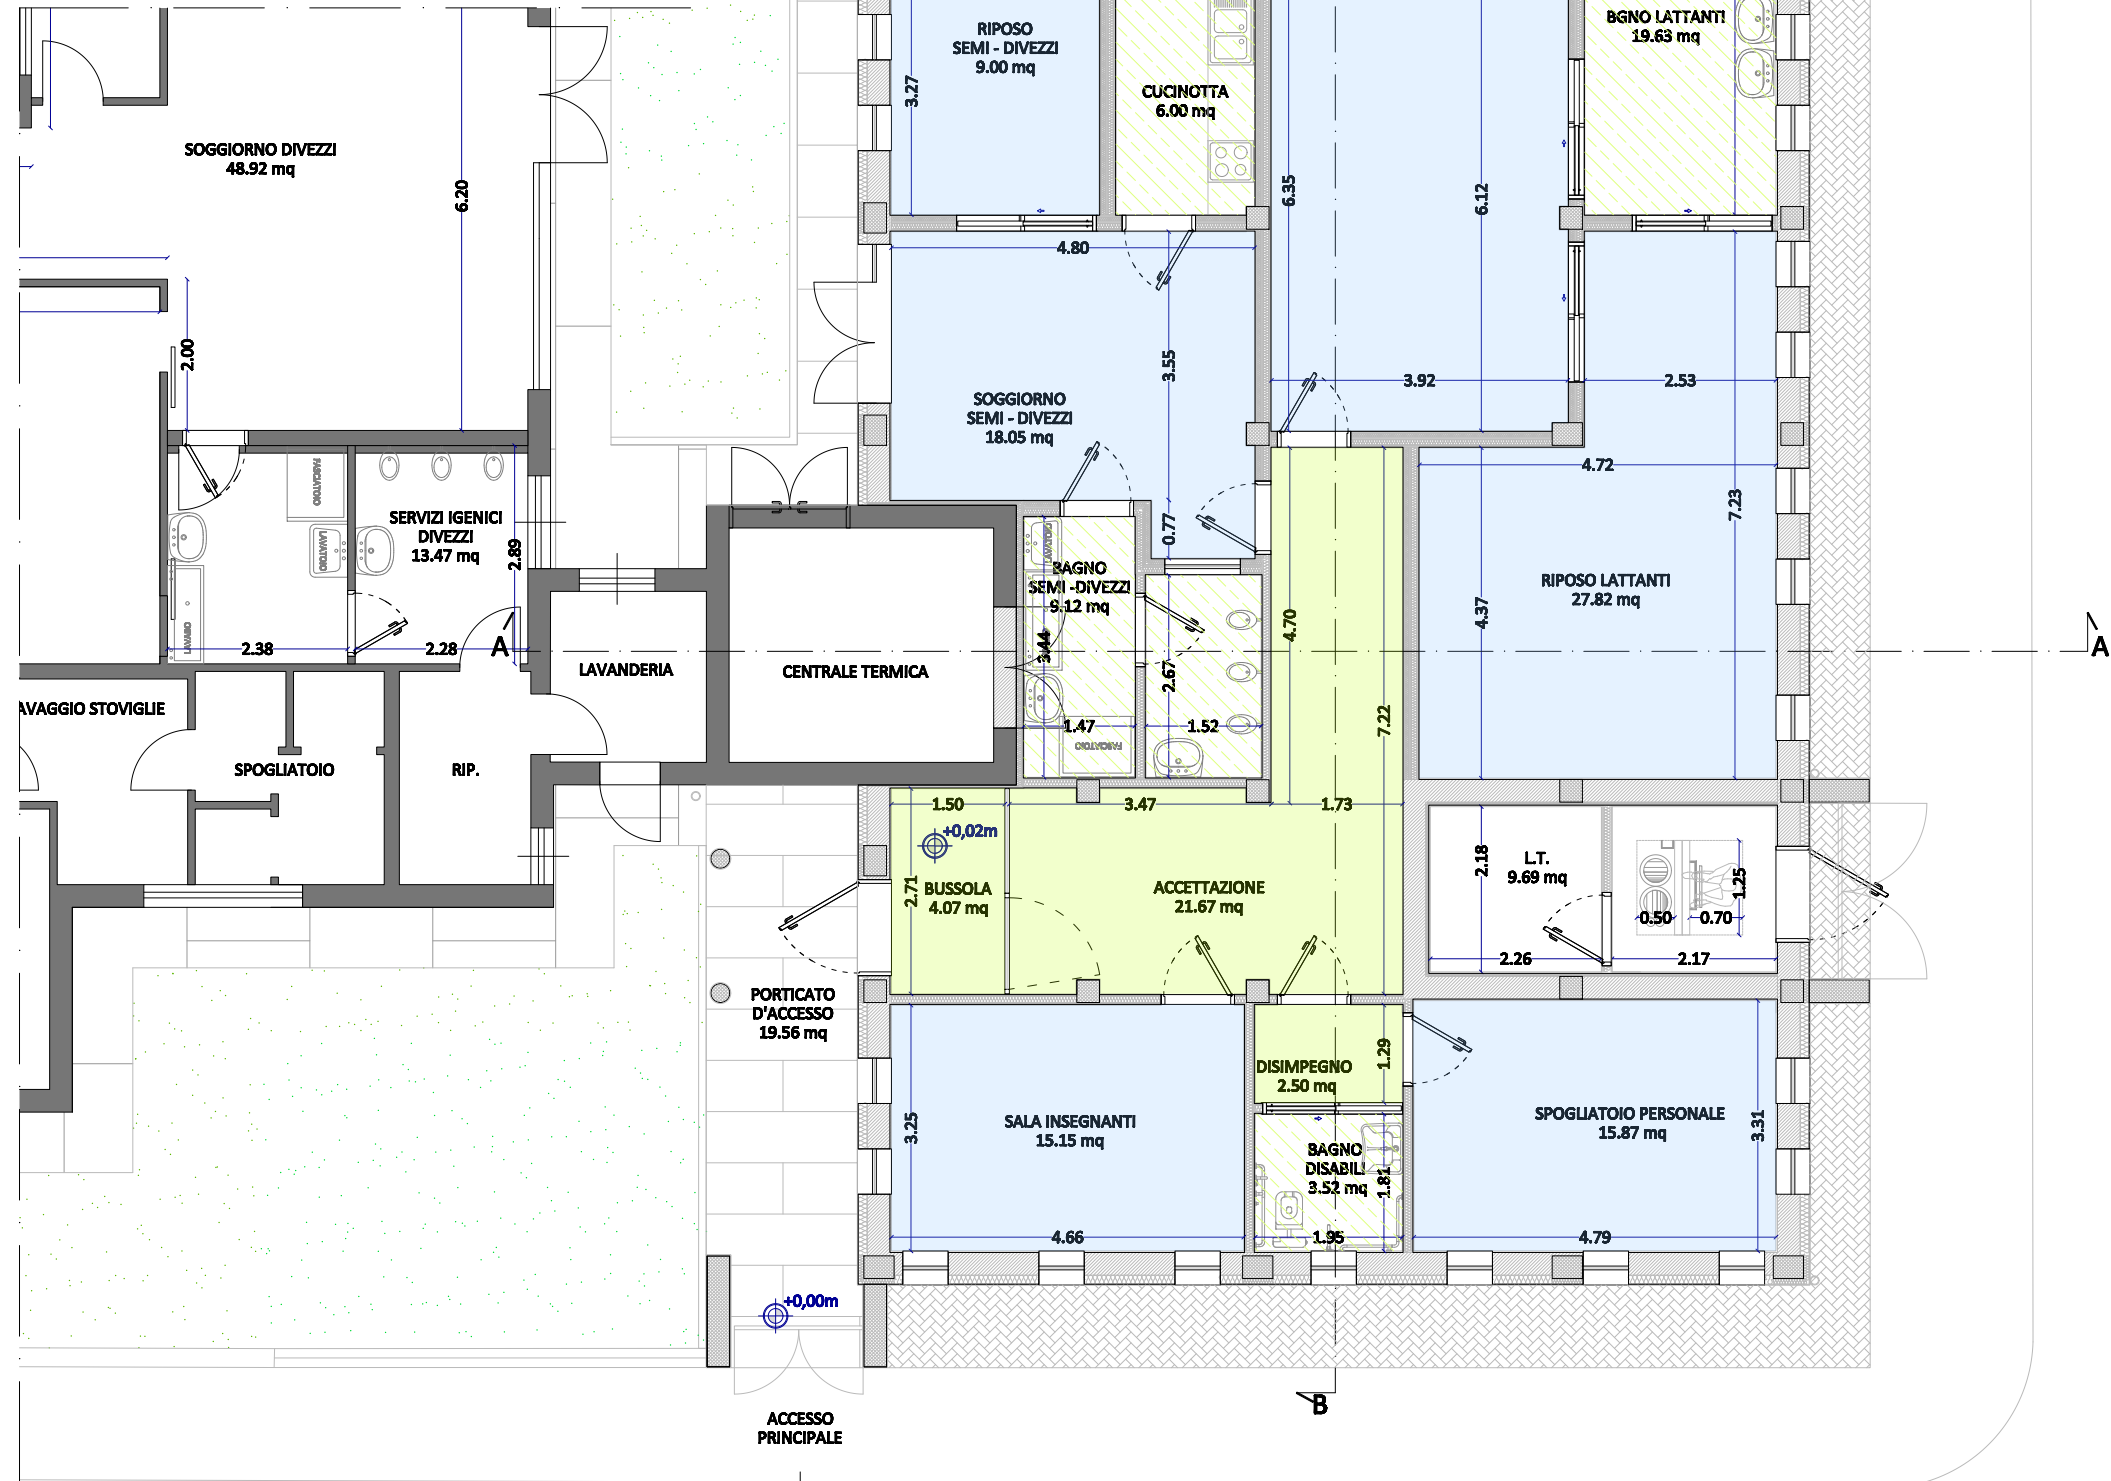 RIPOSO
SEMI - DIVEZZI
9.00 mq
3.27
CUCINOTTA
6.00 mq
BGNO LATTANTI
19.63 mq
SOGGIORNO DIVEZZI
48.92 mq
6.20
6.35
6.12
4.80
2.00
3.55
3.92
2.53
SOGGIORNO
SEMI - DIVEZZI
18.05 mq
4.72
FASCIATOIO
SERVIZI IGENICI
DIVEZZI
13.47 mq
LAVATOIO
2.89
0.77
7.23
BAGNO
SEMI -DIVEZZI
9.12 mq
RIPOSO LATTANTI
27.82 mq
4.70
4.37
LAVABO
2.38
2.28
A
3.44
2.67
A
LAVANDERIA
CENTRALE TERMICA
AVAGGIO STOVIGLIE
1.47
1.52
7.22
FASCIATOIO
SPOGLIATOIO
RIP.
1.50
3.47
1.73
+0,02m
2.71
BUSSOLA
4.07 mq
ACCETTAZIONE
21.67 mq
2.18
L.T.
9.69 mq
1.25
0.50
0.70
2.26
2.17
PORTICATO
D'ACCESSO
19.56 mq
1.29
DISIMPEGNO
2.50 mq
3.25
SALA INSEGNANTI
15.15 mq
SPOGLIATOIO PERSONALE
15.87 mq
3.31
BAGNO
DISABILI
3.52 mq
1.81
4.66
1.95
4.79
+0,00m
B
ACCESSO
PRINCIPALE